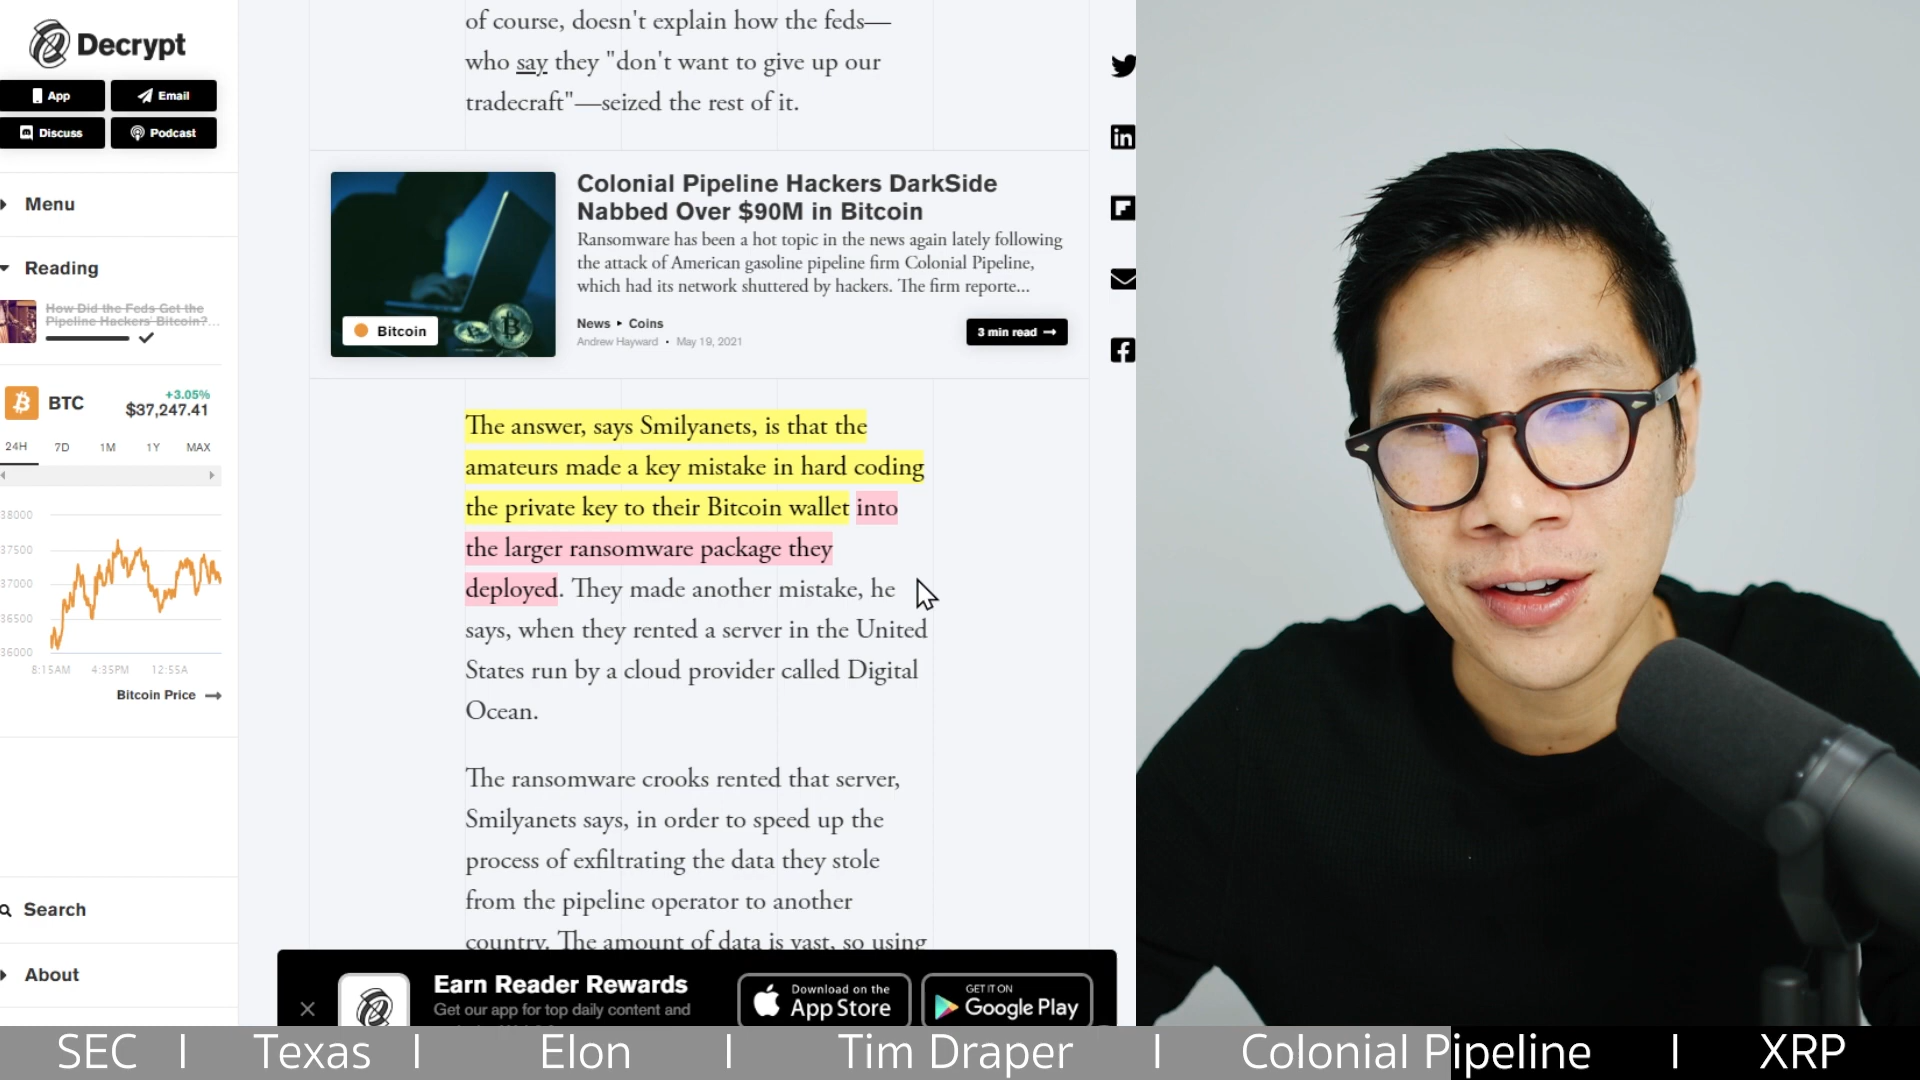 Decrypt
App
Email
Discuss
Podcast
Menu
Reading
How Did the Feds Get the
Pipeline Hackers' Bitcoin?...
BTC
+3.05%
$37,247.41
24H 7D 1M 1Y MAX
38000
37500
37000
36500
36000
8:15AM 4:35PM 12:55A
Bitcoin Price
Search
About
of course, doesn't explain how the feds—
who say they "don't want to give up our
tradecraft"—seized the rest of it.
Bitcoin
Colonial Pipeline Hackers DarkSide
Nabbed Over $90M in Bitcoin
Ransomware has been a hot topic in the news again lately following
the attack of American gasoline pipeline firm Colonial Pipeline,
which had its network shuttered by hackers. The firm reporte...
News ▸ Coins
Andrew Hayward • May 19, 2021
3 min read →
The answer, says Smilyanets, is that the
amateurs made a key mistake in hard coding
the private key to their Bitcoin wallet into
the larger ransomware package they
deployed. They made another mistake, he
says, when they rented a server in the United
States run by a cloud provider called Digital
Ocean.
The ransomware crooks rented that server,
Smilyanets says, in order to speed up the
process of exfiltrating the data they stole
from the pipeline operator to another
country. The amount of data is vast, so using
Earn Reader Rewards
Get our app for top daily content and
Download on the
App Store
GET IT ON
Google Play
SEC | Texas | Elon | Tim Draper | Colonial Pipeline | XRP